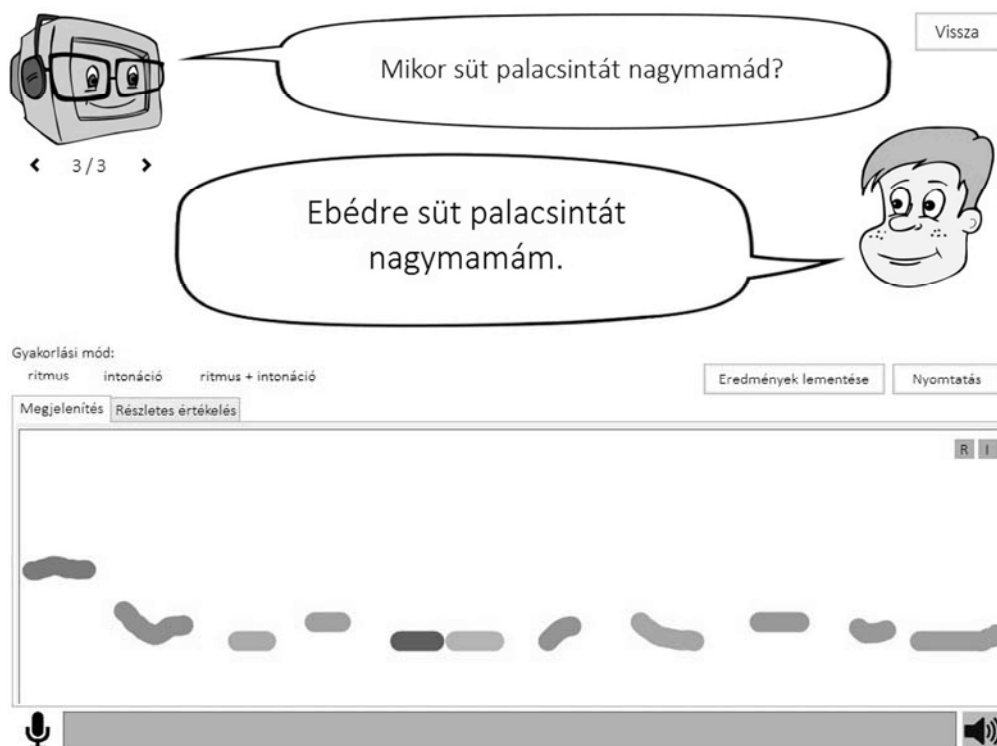 Vissza
Mikor süt palacsintát nagymamád?
3 / 3
Ebédre süt palacsintát
nagymamám.
Gyakorlási mód:
ritmus intonáció ritmus + intonáció
Eredmények lementése Nyomtatás
Megjelenítés Részletes értékelés
R I